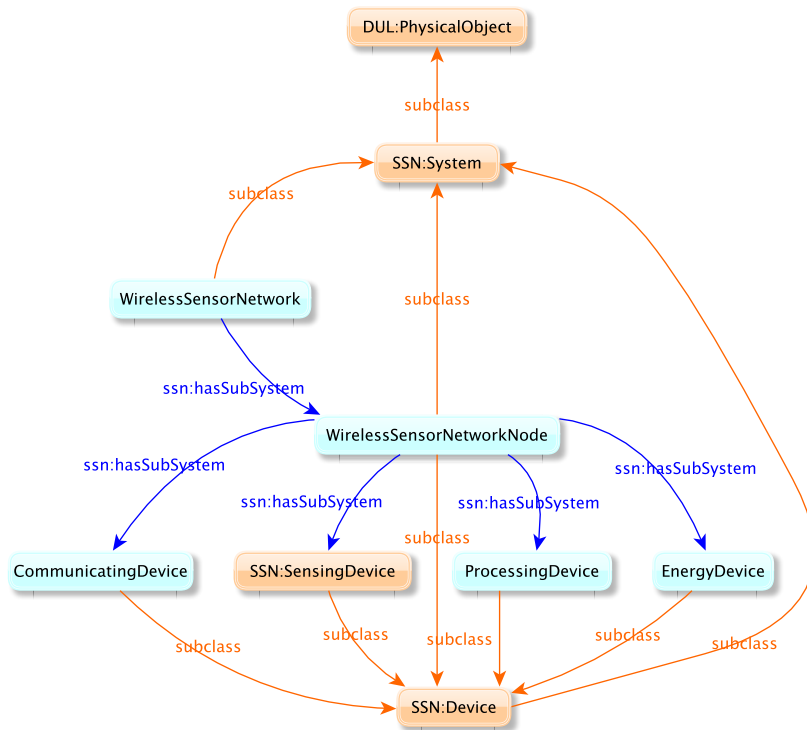 DUL:PhysicalObject
subclass
SSN:System
subclass
WirelessSensorNetwork
subclass
ssn:hasSubSystem
WirelessSensorNetworkNode
ssn:hasSubSystem
ssn:hasSubSystem
ssn:hasSubSystem
ssn:hasSubSystem
subclass
CommunicatingDevice
SSN:SensingDevice
ProcessingDevice
EnergyDevice
subclass
subclass
subclass
subclass
subclass
SSN:Device